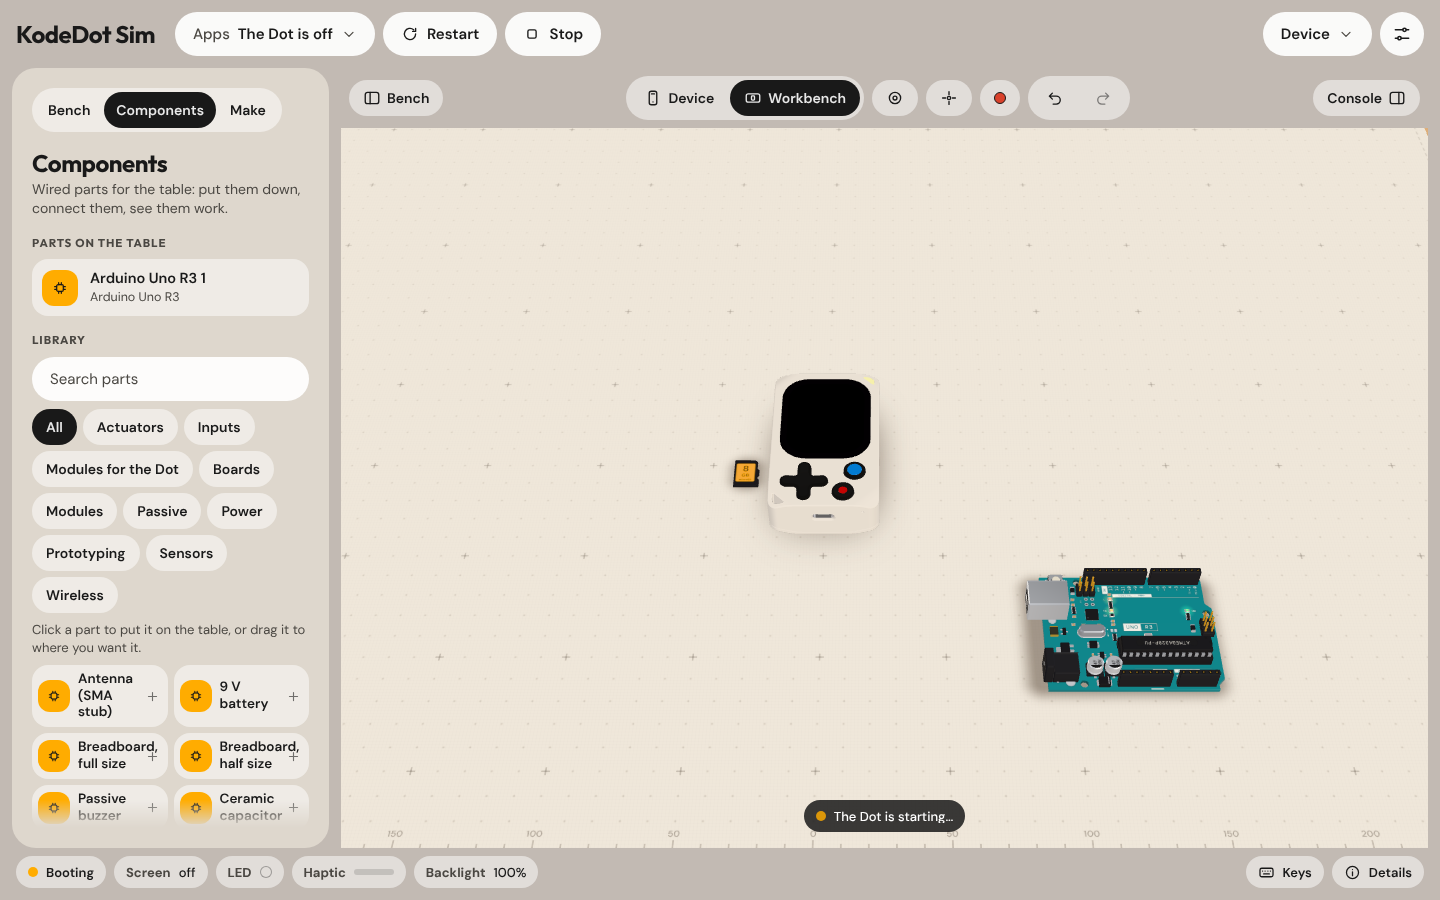 KodeDot Sim
Apps The Dot is off
Restart
Stop
Device
Bench
Components
Make
Components
Wired parts for the table: put them down,
connect them, see them work.
PARTS ON THE TABLE
Arduino Uno R3 1
Arduino Uno R3
LIBRARY
Search parts
All
Actuators
Inputs
Modules for the Dot
Boards
Modules
Passive
Power
Prototyping
Sensors
Wireless
Click a part to put it on the table, or drag it to
where you want it.
Antenna
(SMA
stub)
9 V
battery
Breadboard,
full size
Breadboard,
half size
Passive
buzzer
Ceramic
capacitor
Bench
Device
Workbench
Console
8
UNO R3
ATMEGA328P-PU
The Dot is starting...
150
100
50
0
50
100
150
200
Booting
Screen off
LED
Haptic
Backlight 100%
Keys
Details